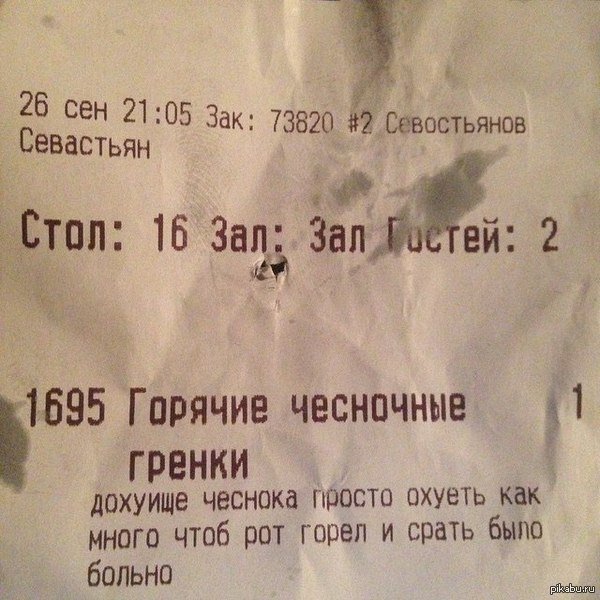 26 сен 21:05 Зак: 73820 #2 Севостьянов
Севастьян
Стол: 16 Зал: Зал Гостей: 2
1695 Горячие чесночные 1
гренки
дохуище чеснока просто охуеть как
много чтоб рот горел и срать было
больно
pikabu.ru